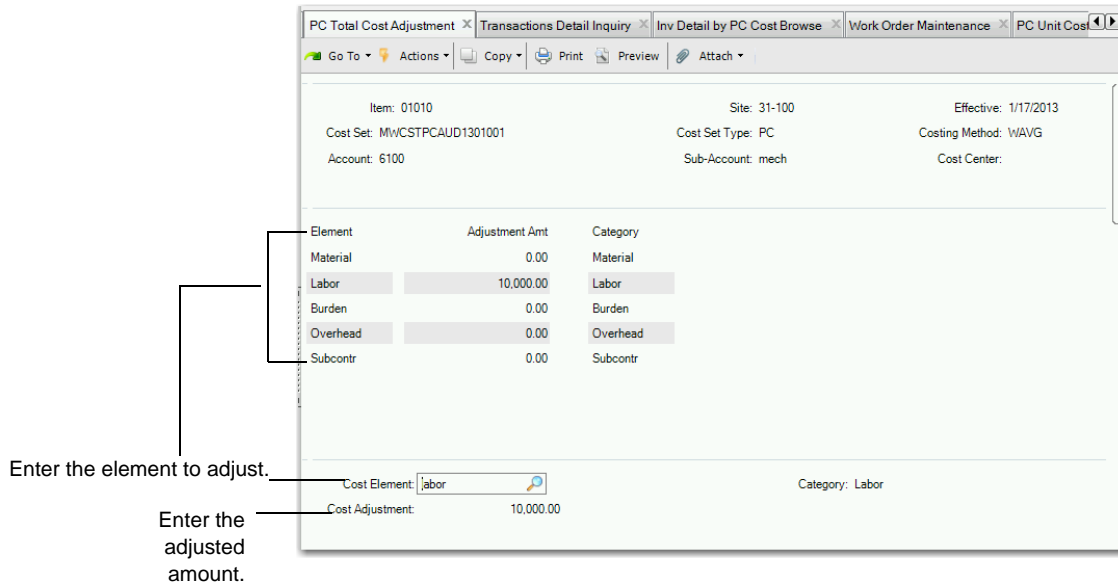 PC Total Cost Adjustment Transactions Detail Inquiry Inv Detail by PC Cost Browse Work Order Maintenance PC Unit Cost
Go To Actions Copy Print Preview Attach
Item: 01010 Site: 31-100 Effective: 1/17/2013
Cost Set: MWCSTPCAUD1301001 Cost Set Type: PC Costing Method: WAVG
Account: 6100 Sub-Account: mech Cost Center:
Element Adjustment Amt Category
Material 0.00 Material
Labor 10,000.00 Labor
Burden 0.00 Burden
Overhead 0.00 Overhead
Subcontr 0.00 Subcontr
Enter the element to adjust.
Cost Element: labor Category: Labor
Cost Adjustment: 10,000.00
Enter the
adjusted
amount.